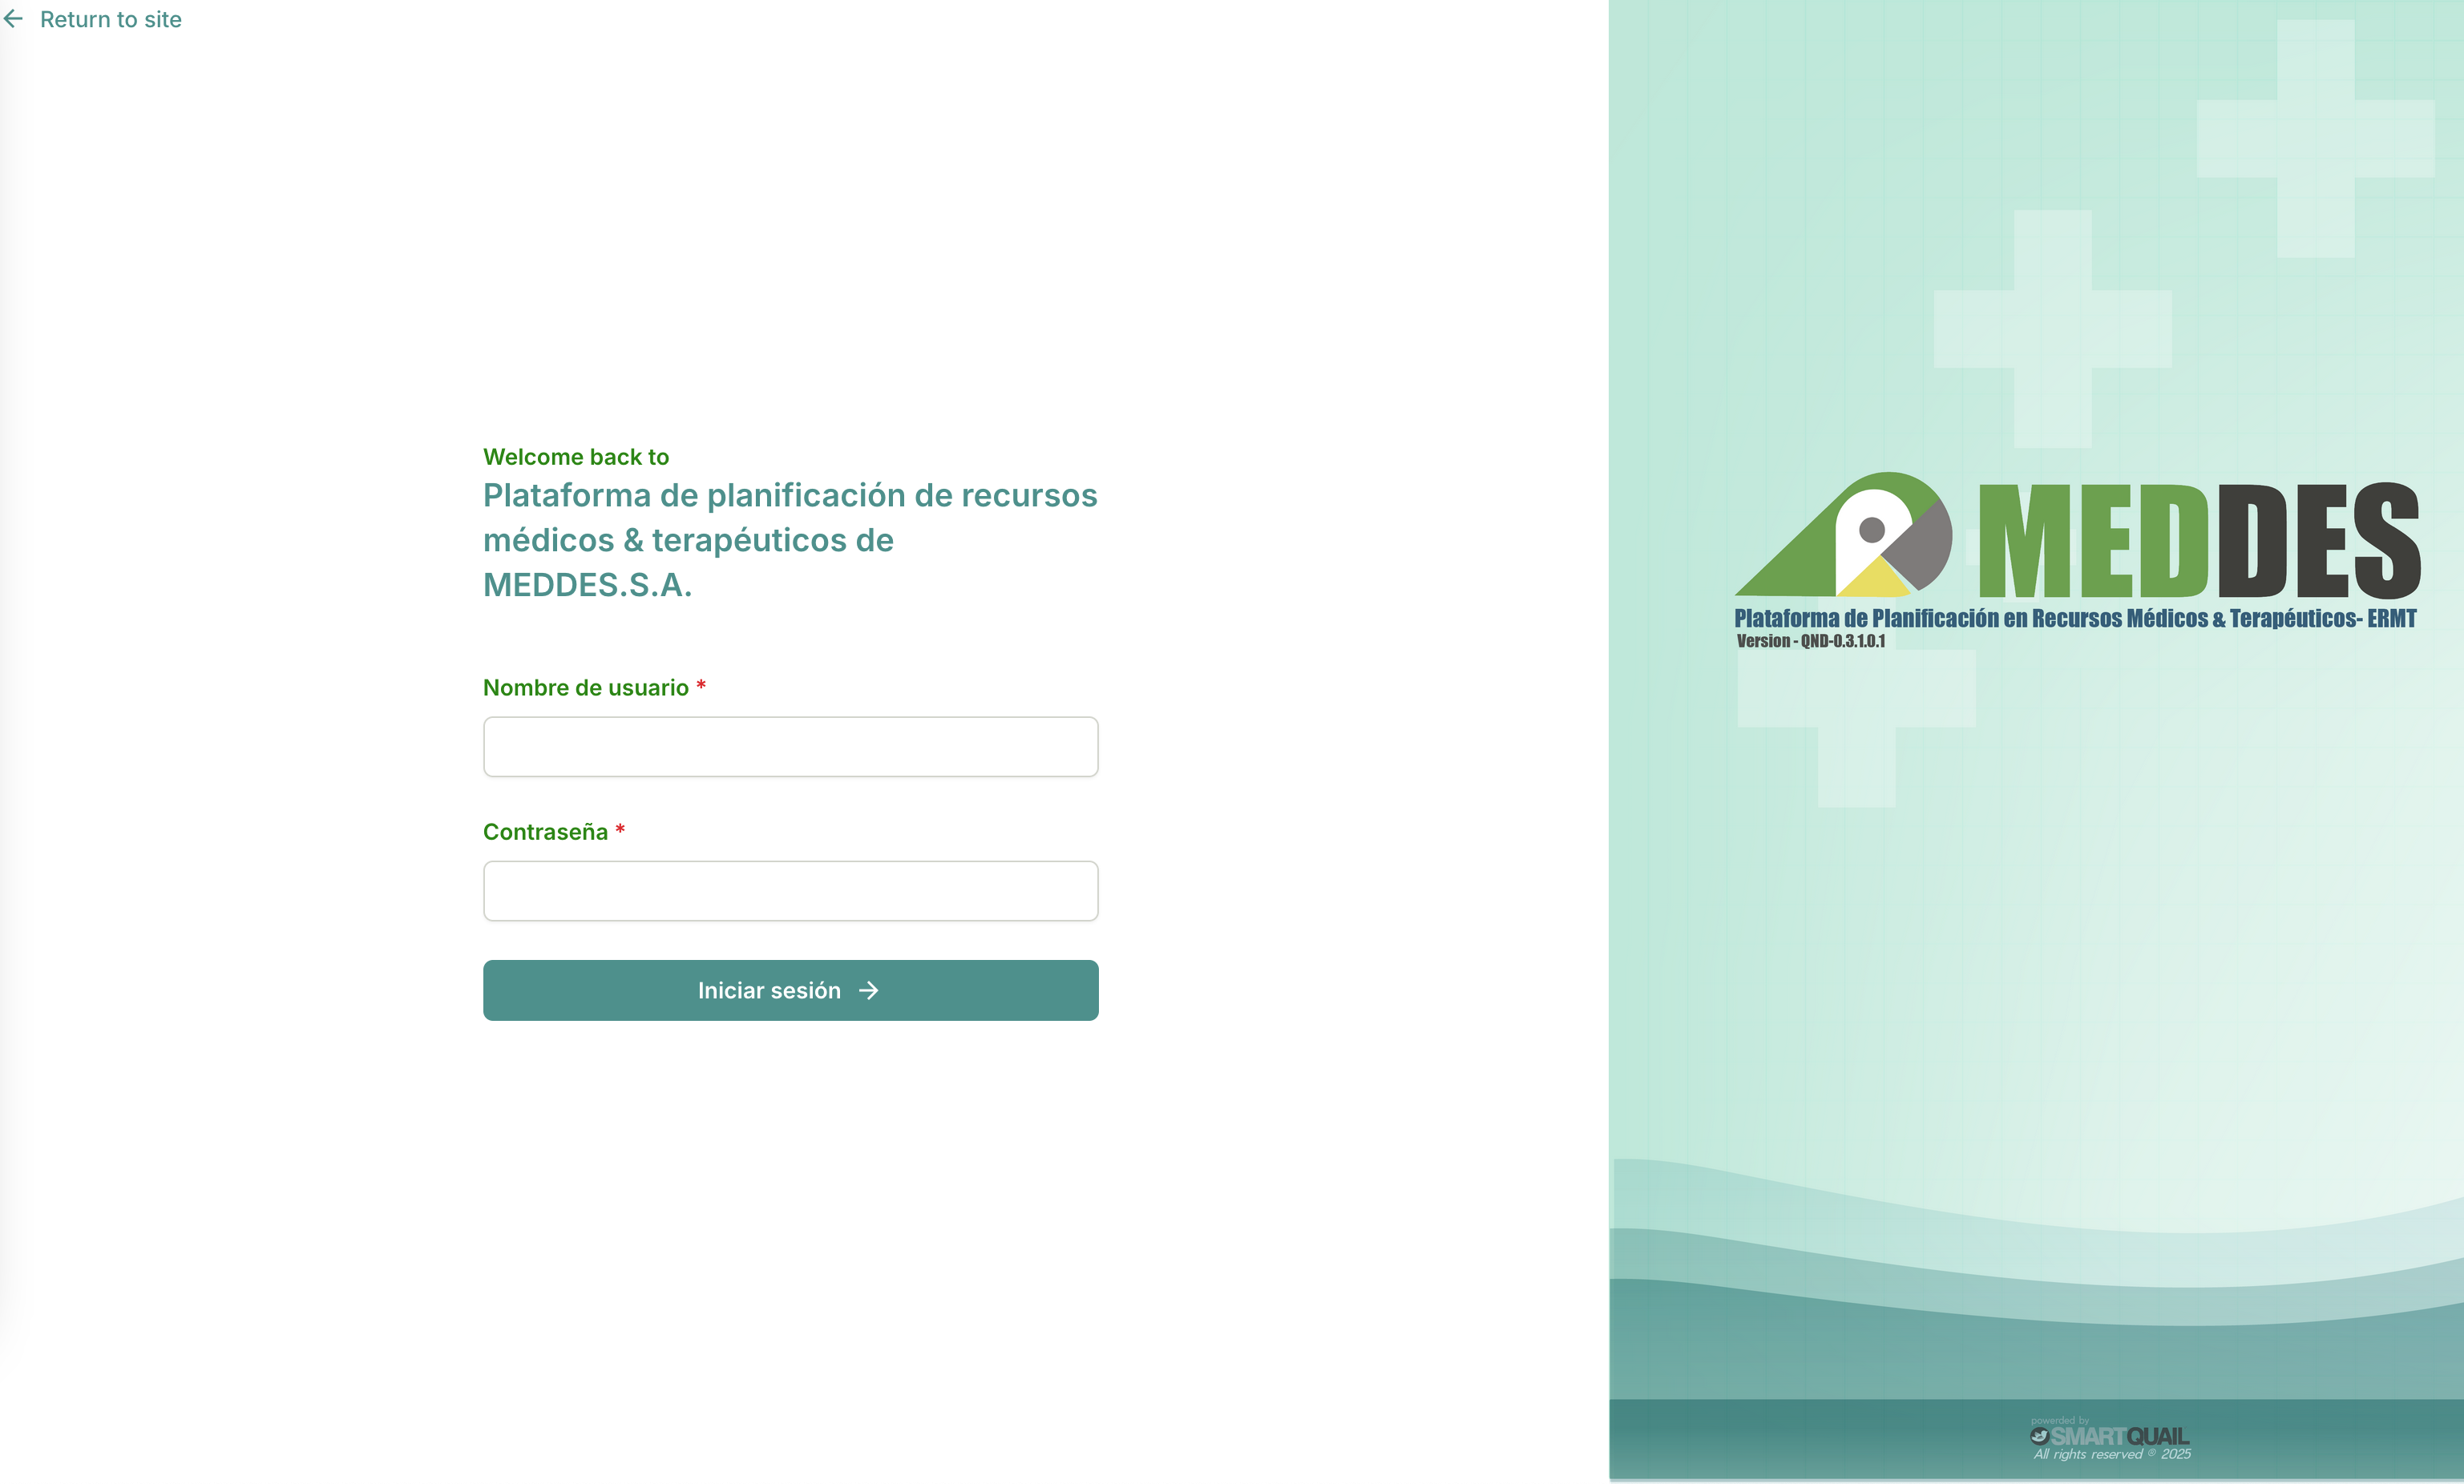 Return to site
Welcome back to
Plataforma de planificación de recursos
médicos & terapéuticos de
MEDDES.S.A.
Nombre de usuario *
Contraseña *
Iniciar sesión
MEDDES
Plataforma de Planificación en Recursos Médicos & Terapéuticos- ERMT
Version - QND-0.3.1.0.1
powerded by
SMARTQUAIL
All rights reserved ® 2025